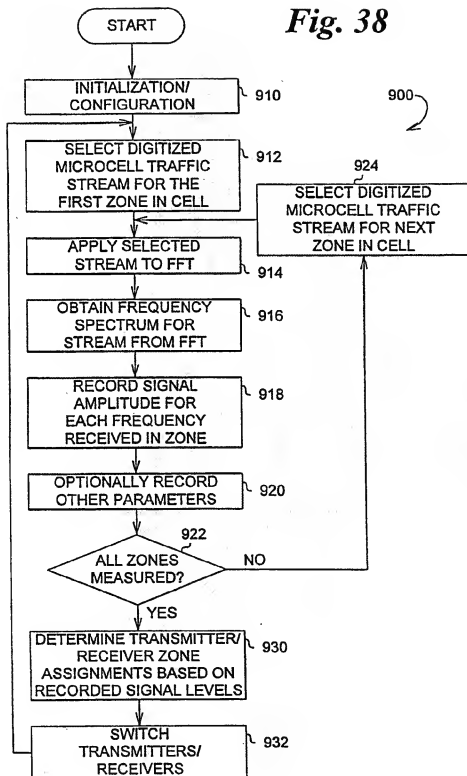 START
Fig. 38
INITIALIZATION/
CONFIGURATION
910
900
SELECT DIGITIZED
MICROCELL TRAFFIC
STREAM FOR THE
FIRST ZONE IN CELL
912
924
SELECT DIGITIZED
MICROCELL TRAFFIC
STREAM FOR NEXT
ZONE IN CELL
APPLY SELECTED
STREAM TO FFT
914
OBTAIN FREQUENCY
SPECTRUM FOR
STREAM FROM FFT
916
RECORD SIGNAL
AMPLITUDE FOR
EACH FREQUENCY
RECEIVED IN ZONE
918
OPTIONALLY RECORD
OTHER PARAMETERS
920
922
ALL ZONES
MEASURED?
NO
YES
DETERMINE TRANSMITTER/
RECEIVER ZONE
ASSIGNMENTS BASED ON
RECORDED SIGNAL LEVELS
930
SWITCH
TRANSMITTERS/
RECEIVERS
932